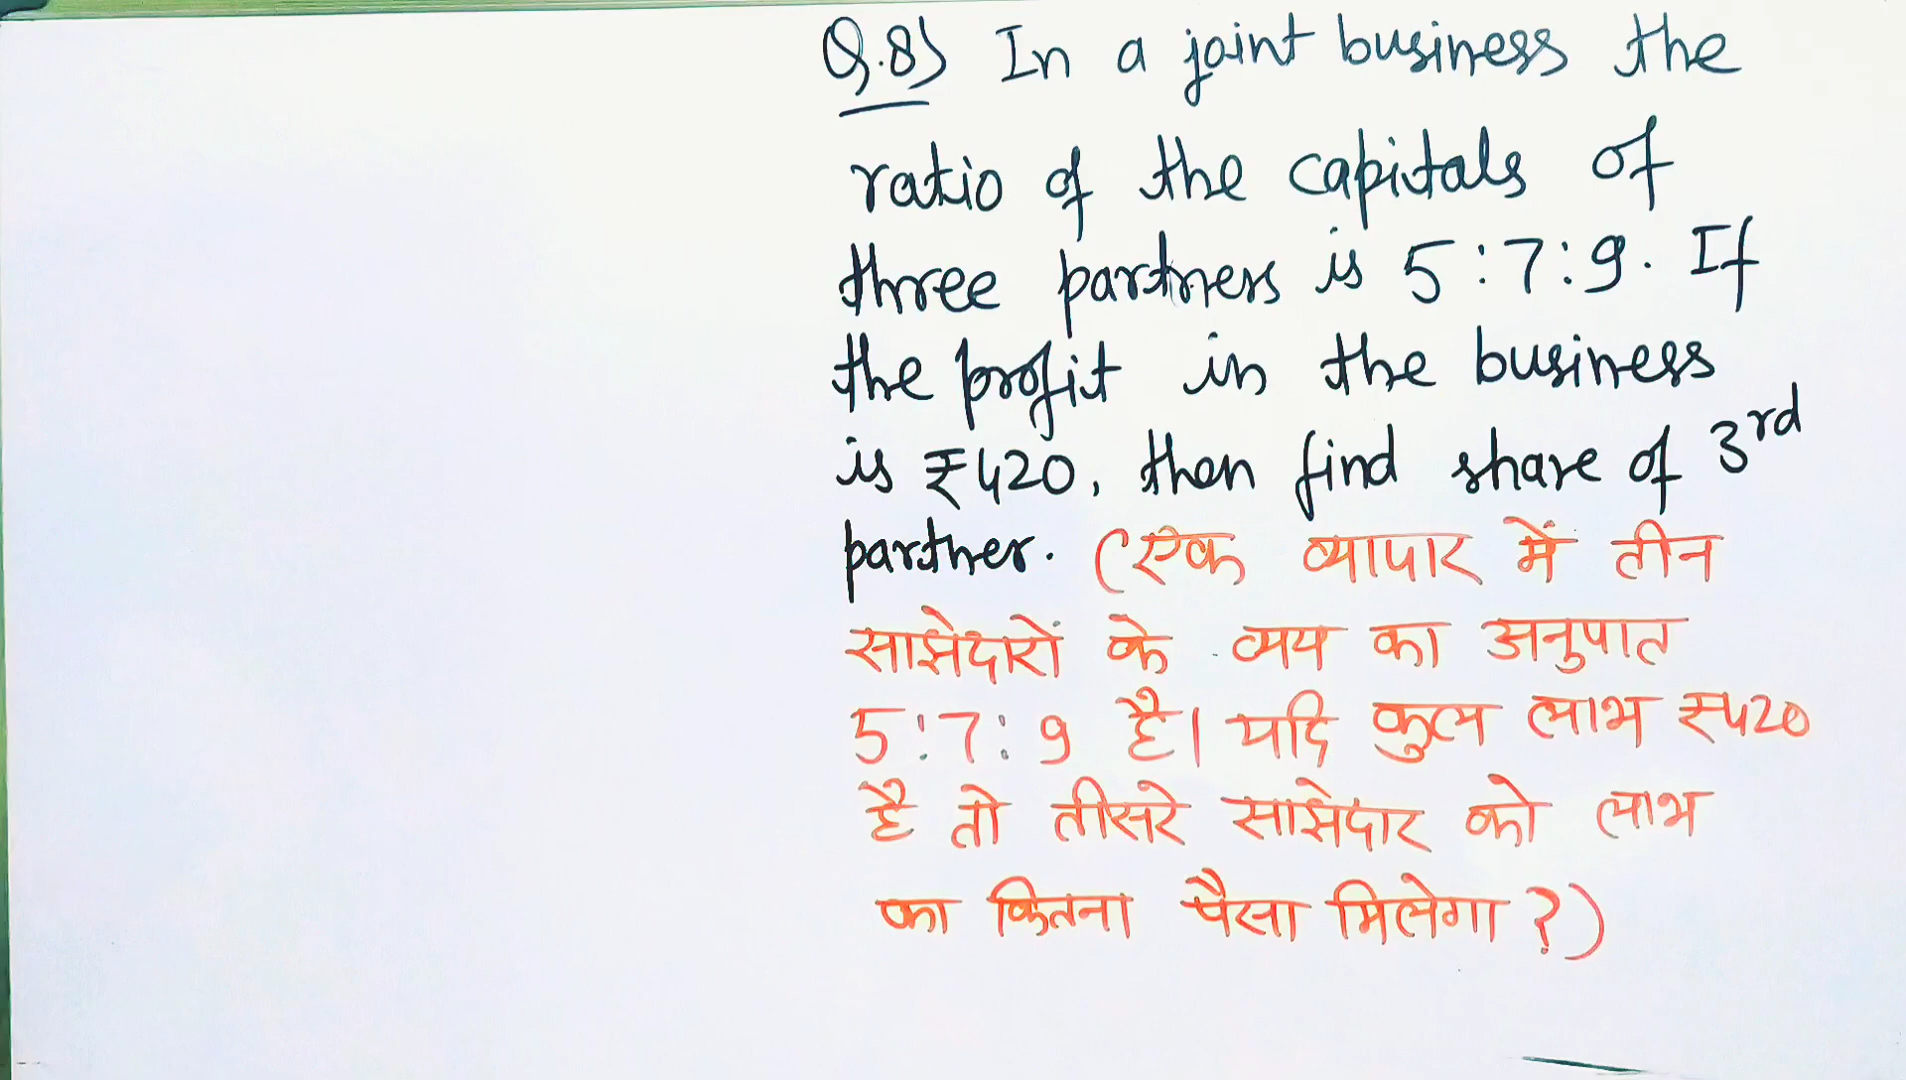 Q.8) In a joint business the
ratio of the capitals of
three partners is 5:7:9. If
the profit in the business
is ₹420, then find share of 3rd
partner. (एक व्यापार में तीन
साझेदारों के व्यय का अनुपात
5:7:9 है। यदि कुल लाभ ₹420
है तो तीसरे साझेदार को लाभ
का कितना पैसा मिलेगा?)